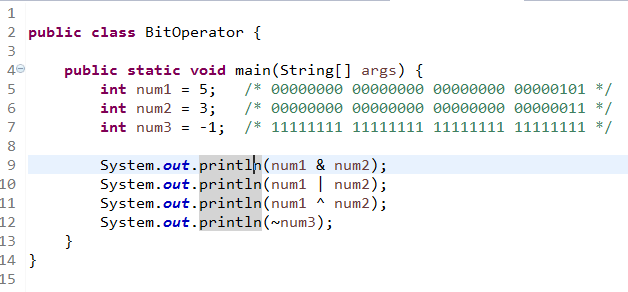 1
2 public class BitOperator {
3
4 public static void main(String[] args) {
5 int num1 = 5; /* 00000000 00000000 00000000 00000101 */
6 int num2 = 3; /* 00000000 00000000 00000000 00000011 */
7 int num3 = -1; /* 11111111 11111111 11111111 11111111 */
8
9 System.out.println(num1 & num2);
10 System.out.println(num1 | num2);
11 System.out.println(num1 ^ num2);
12 System.out.println(~num3);
13 }
14 }
15